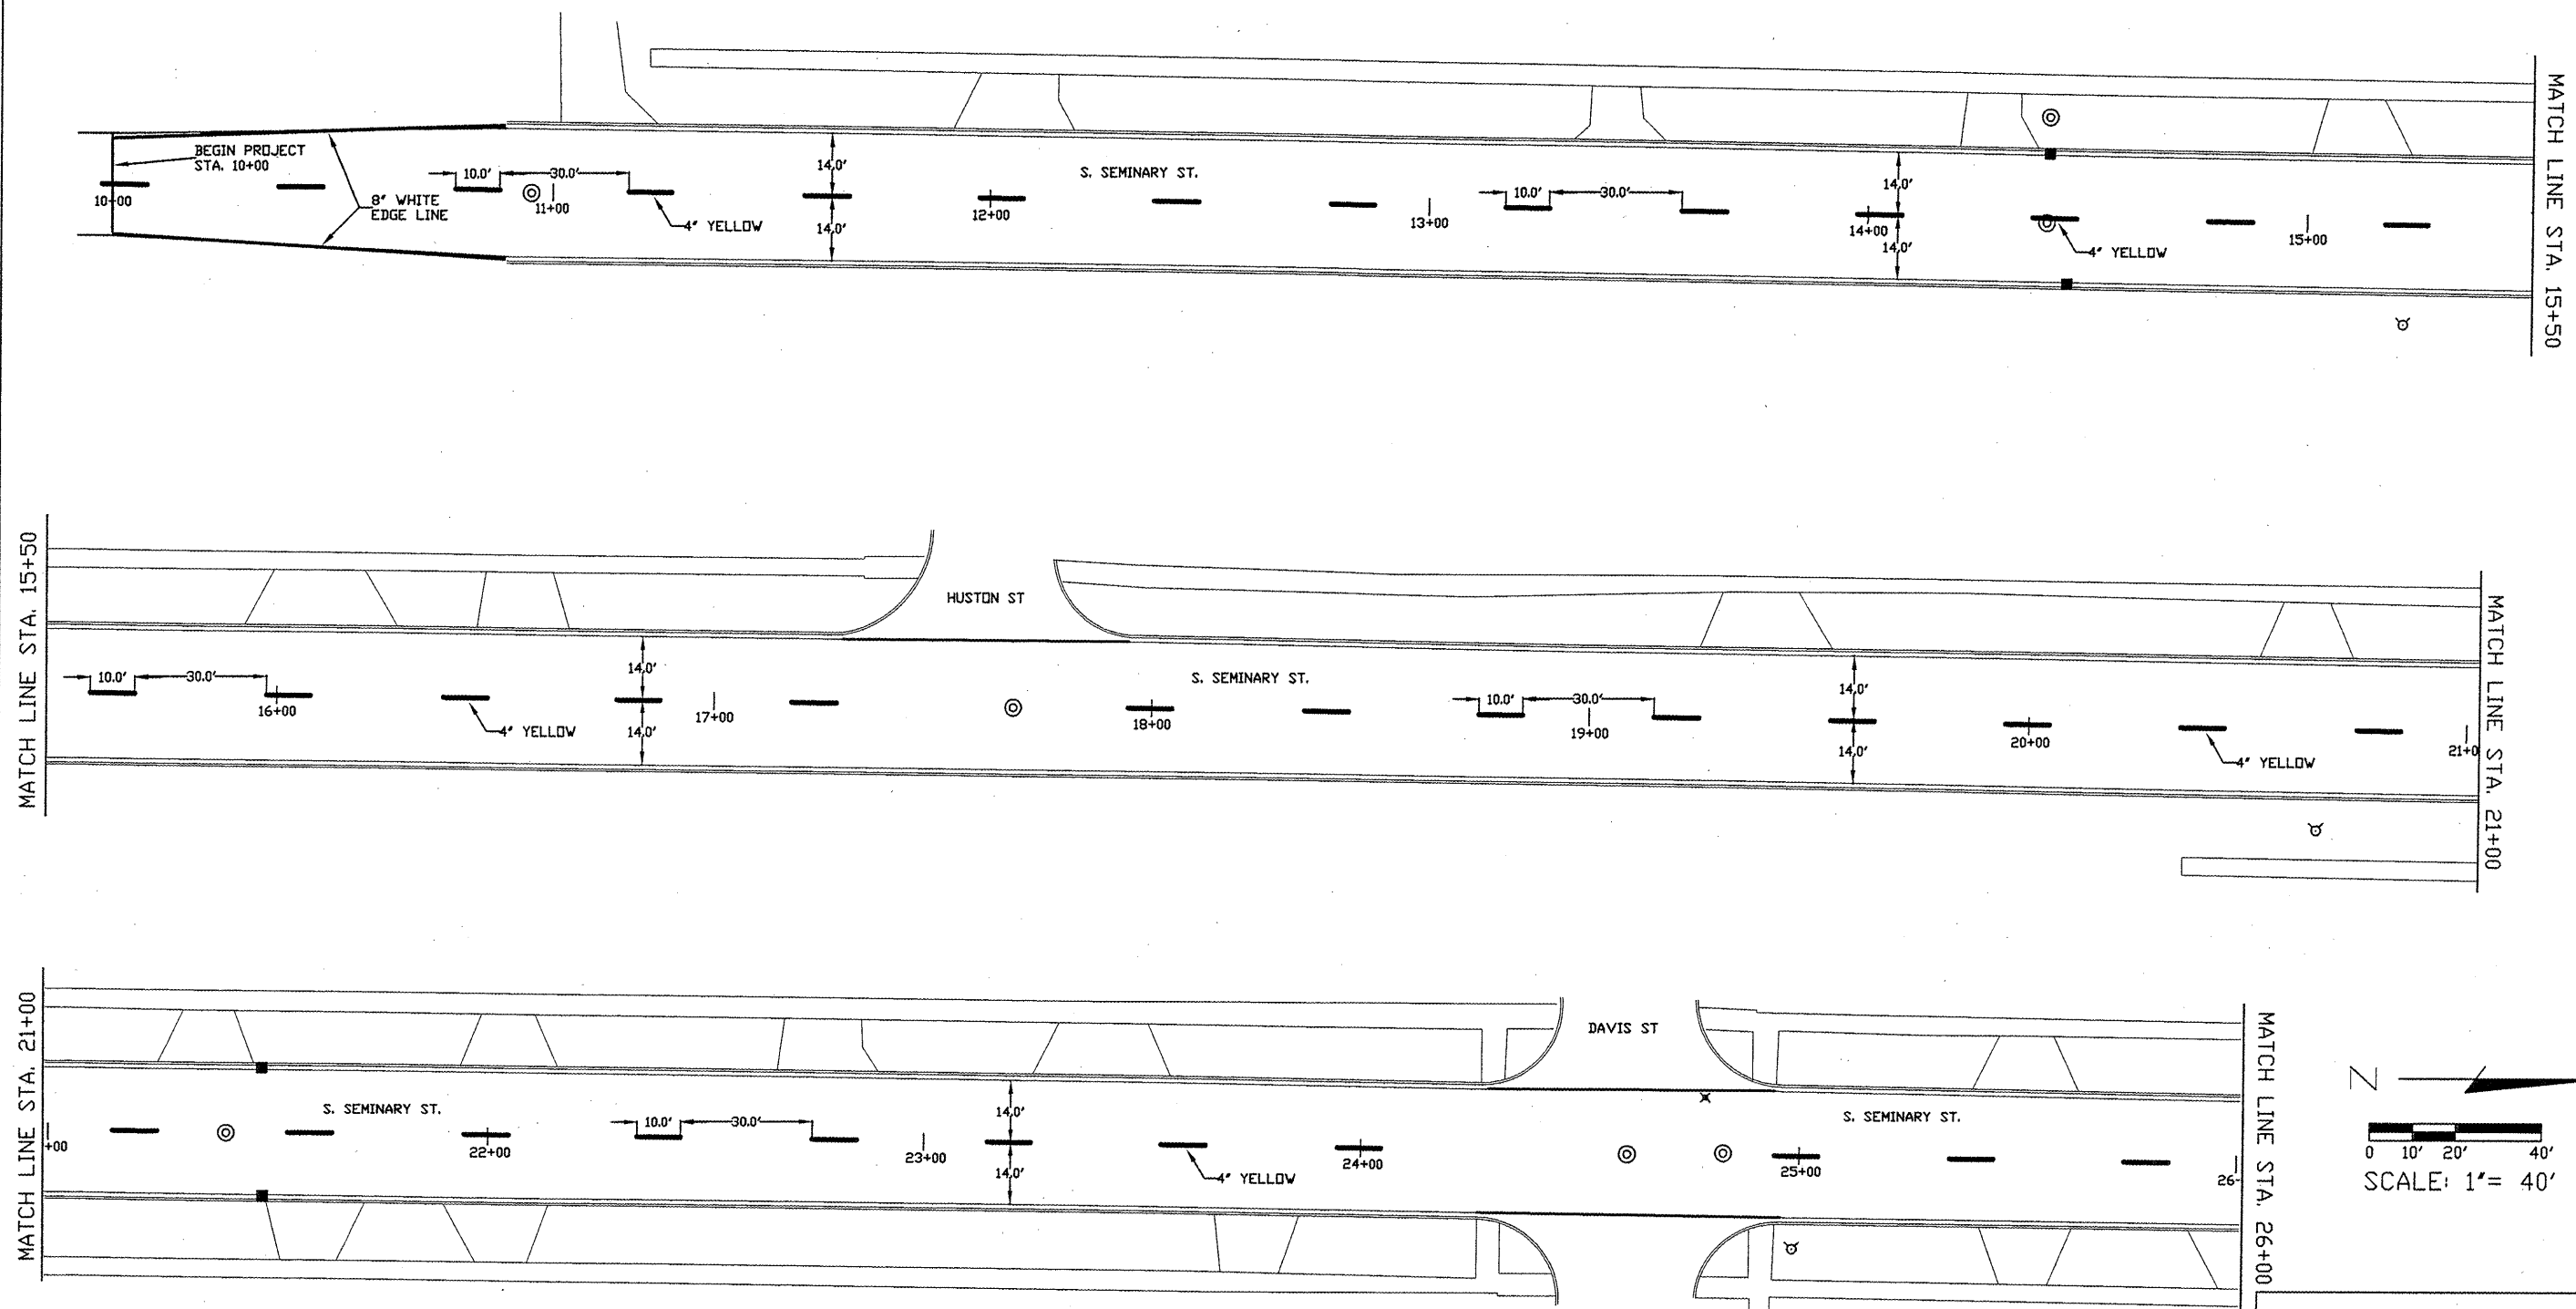 BEGIN PROJECT
STA. 10+00
10+00
8" WHITE
EDGE LINE
10.0'
30.0'
11+00
4" YELLOW
14.0'
14.0'
12+00
S. SEMINARY ST.
13+00
10.0'
30.0'
14.0'
14+00
14.0'
4" YELLOW
15+00
MATCH LINE STA. 15+50
MATCH LINE STA. 15+50
10.0'
30.0'
16+00
4" YELLOW
14.0'
14.0'
17+00
HUSTON ST
18+00
S. SEMINARY ST.
10.0'
30.0'
19+00
14.0'
14.0'
20+00
4" YELLOW
21+0
MATCH LINE STA. 21+00
MATCH LINE STA. 21+00
+00
S. SEMINARY ST.
22+00
10.0'
30.0'
23+00
14.0'
14.0'
4" YELLOW
24+00
DAVIS ST
25+00
S. SEMINARY ST.
26-
MATCH LINE STA. 26+00
N
0 10' 20' 40'
SCALE: 1"= 40'